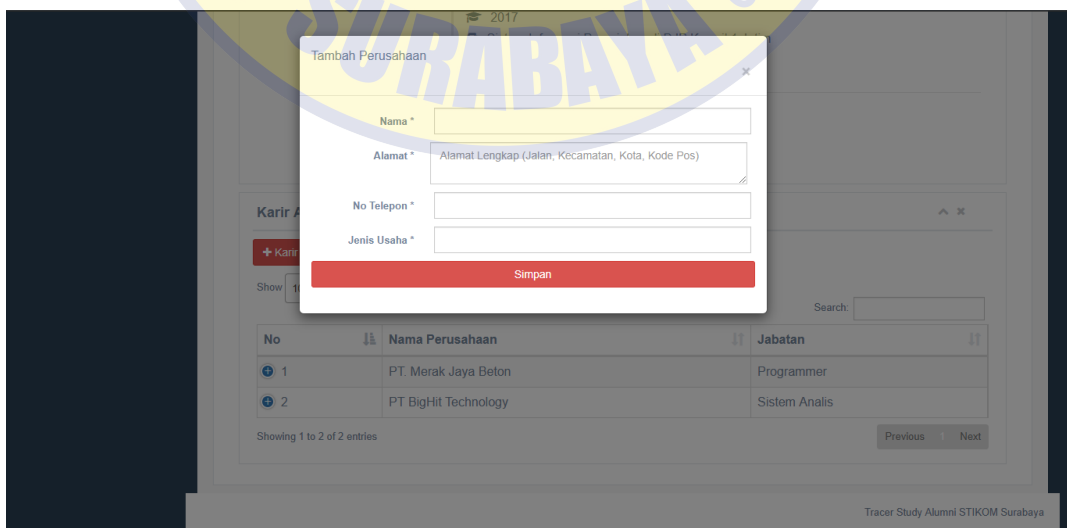 SURABAYA
2017
Tambah Perusahaan
×
Nama *
Alamat *
Alamat Lengkap (Jalan, Kecamatan, Kota, Kode Pos)
No Telepon *
Jenis Usaha *
Simpan
Karir
+ Karir
Show
Search:
No Nama Perusahaan Jabatan
1 PT. Merak Jaya Beton Programmer
2 PT BigHit Technology Sistem Analis
Showing 1 to 2 of 2 entries
Previous 1 Next
Tracer Study Alumni STIKOM Surabaya